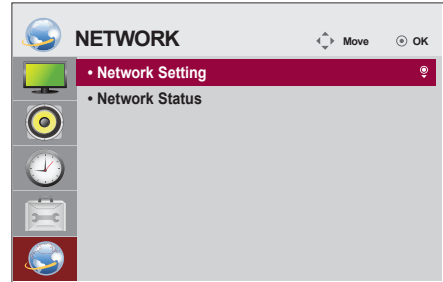 NETWORK
Move
OK
• Network Setting
• Network Status